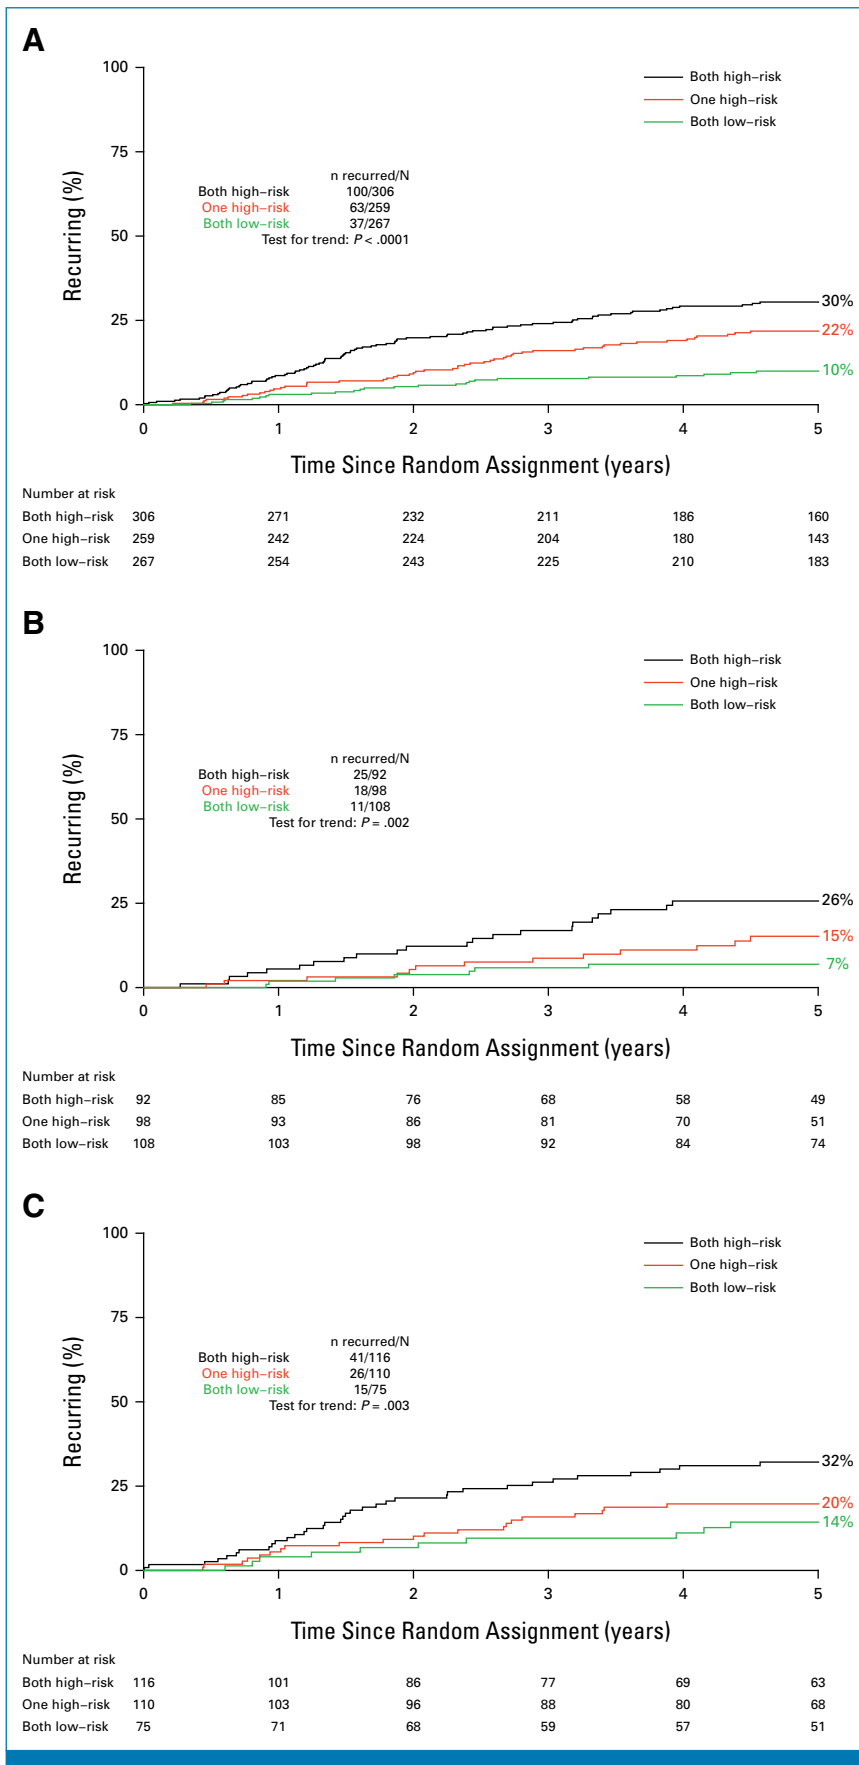 A
100
75
50
25
0
Recurring (%)
Both high–risk
One high–risk
Both low–risk
n recurred/N
Both high–risk 100/306
One high–risk 63/259
Both low–risk 37/267
Test for trend: P < .0001
30%
22%
10%
0 1 2 3 4 5
Time Since Random Assignment (years)
Number at risk
Both high–risk 306 271 232 211 186 160
One high–risk 259 242 224 204 180 143
Both low–risk 267 254 243 225 210 183
B
100
75
50
25
0
Recurring (%)
Both high–risk
One high–risk
Both low–risk
n recurred/N
Both high–risk 25/92
One high–risk 18/98
Both low–risk 11/108
Test for trend: P = .002
26%
15%
7%
0 1 2 3 4 5
Time Since Random Assignment (years)
Number at risk
Both high–risk 92 85 76 68 58 49
One high–risk 98 93 86 81 70 51
Both low–risk 108 103 98 92 84 74
C
100
75
50
25
0
Recurring (%)
Both high–risk
One high–risk
Both low–risk
n recurred/N
Both high–risk 41/116
One high–risk 26/110
Both low–risk 15/75
Test for trend: P = .003
32%
20%
14%
0 1 2 3 4 5
Time Since Random Assignment (years)
Number at risk
Both high–risk 116 101 86 77 69 63
One high–risk 110 103 96 88 80 68
Both low–risk 75 71 68 59 57 51